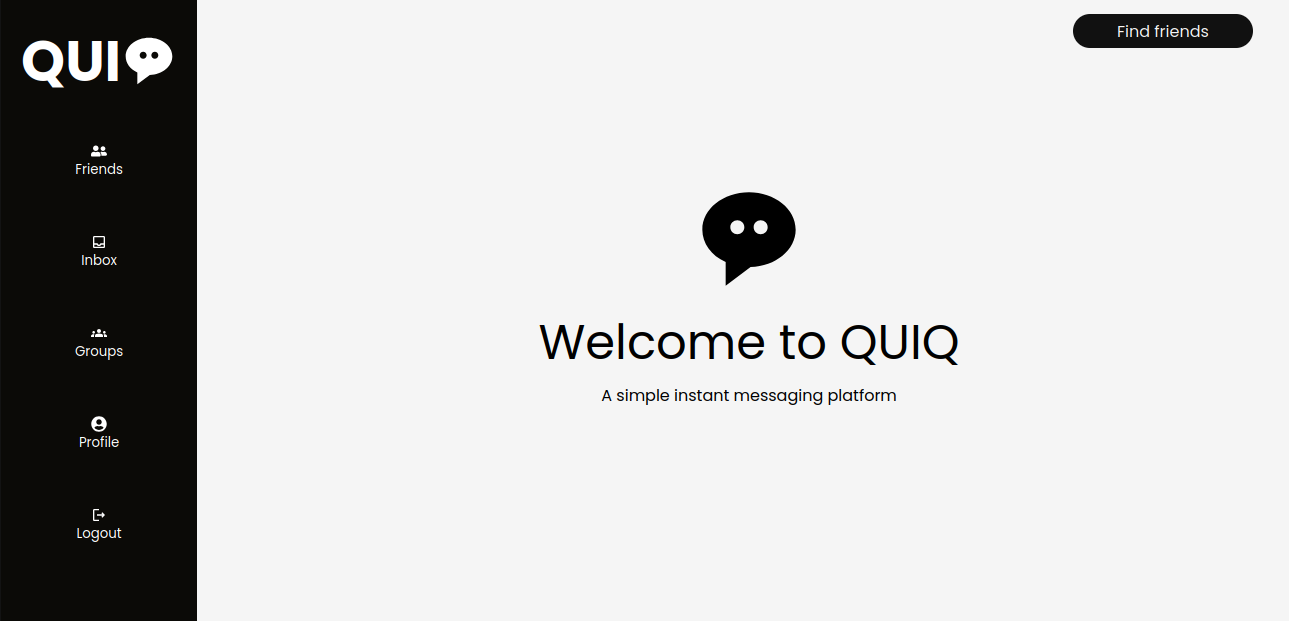 QUI
Friends
Inbox
Groups
Profile
Logout
Find friends
Welcome to QUIQ
A simple instant messaging platform